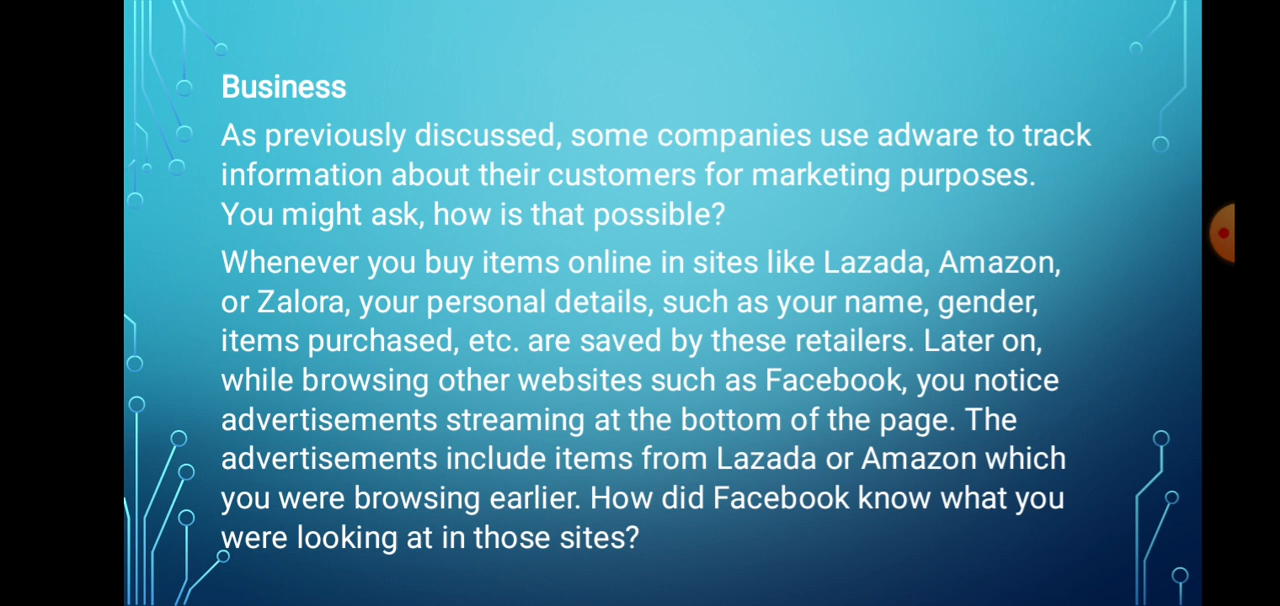 Business
As previously discussed, some companies use adware to track
information about their customers for marketing purposes.
You might ask, how is that possible?
Whenever you buy items online in sites like Lazada, Amazon,
or Zalora, your personal details, such as your name, gender,
items purchased, etc. are saved by these retailers. Later on,
while browsing other websites such as Facebook, you notice
advertisements streaming at the bottom of the page. The
advertisements include items from Lazada or Amazon which
you were browsing earlier. How did Facebook know what you
were looking at in those sites?